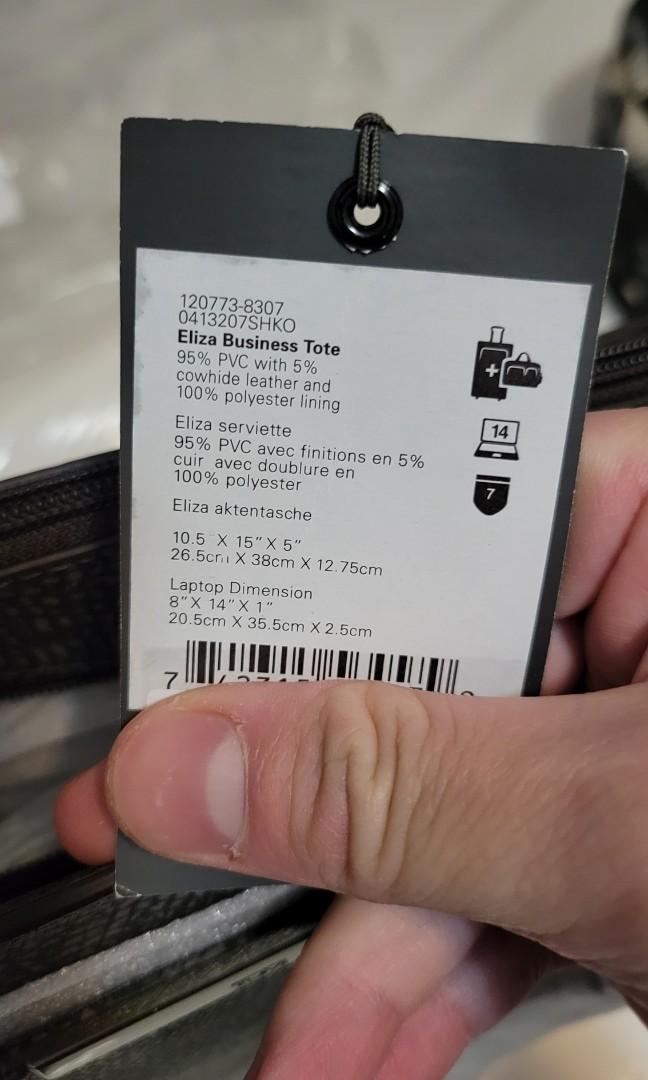 120773-8307
0413207SHKO
Eliza Business Tote
95% PVC with 5%
cowhide leather and
100% polyester lining
Eliza serviette
95% PVC avec finitions en 5%
cuir avec doublure en
100% polyester
Eliza aktentasche
10.5 X 15" X 5"
26.5cm X 38cm X 12.75cm
Laptop Dimension
8" X 14" X 1"
20.5cm X 35.5cm X 2.5cm
14
7
7